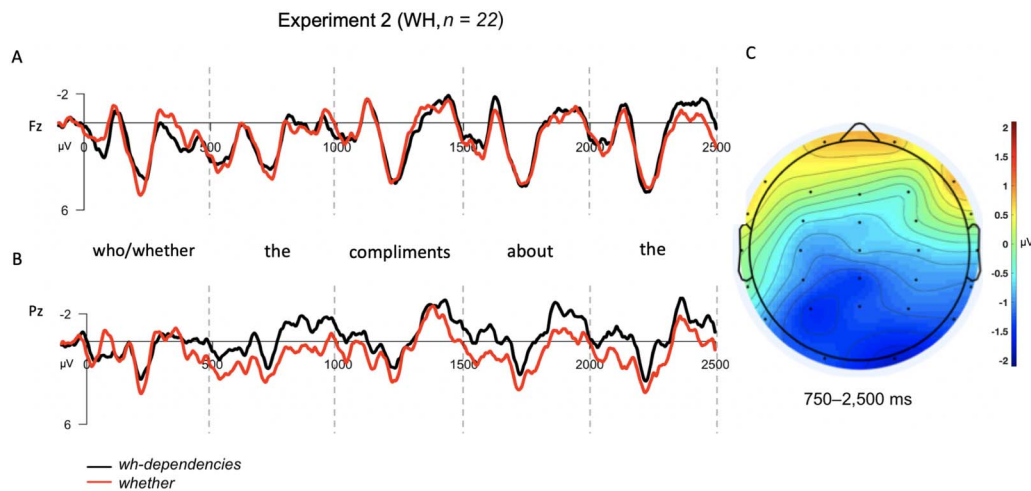 Experiment 2 (WH, n = 22)
A
C
-2
Fz
µV
0
500
1000
1500
2000
2500
6
who/whether
the
compliments
about
the
B
Pz
-2
µV
0
500
1000
1500
2000
2500
6
wh-dependencies
whether
2
1.5
1
0.5
0
µV
-0.5
-1
-1.5
-2
750–2,500 ms